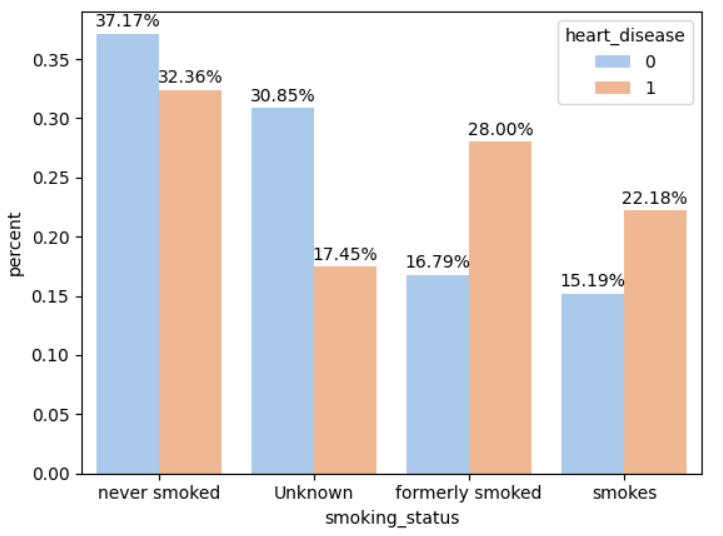 37.17%
32.36%
30.85%
17.45%
16.79%
28.00%
15.19%
22.18%
heart_disease
0
1
percent
0.35
0.30
0.25
0.20
0.15
0.10
0.05
0.00
never smoked
Unknown
formerly smoked
smokes
smoking_status